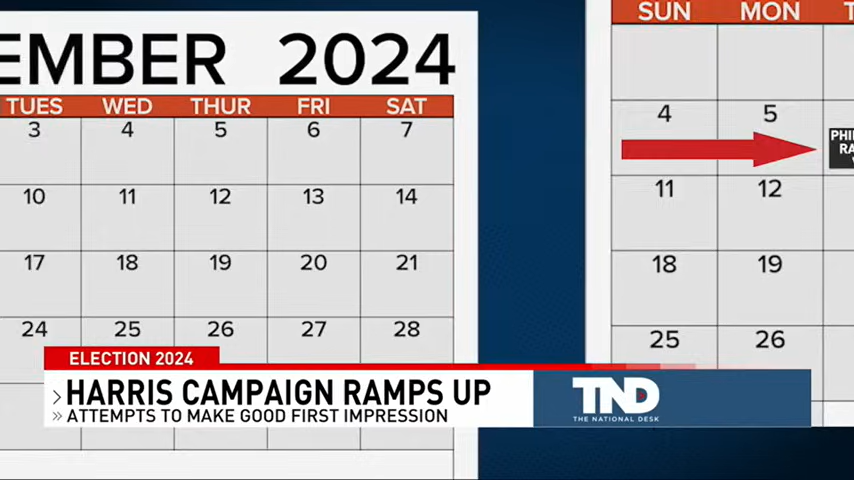 EMBER 2024
TUES WED THUR FRI SAT
3 4 5 6 7
10 11 12 13 14
17 18 19 20 21
24 25 26 27 28
SUN MON T
4 5
PHI
RA
11 12
18 19
25 26
ELECTION 2024
HARRIS CAMPAIGN RAMPS UP
ATTEMPTS TO MAKE GOOD FIRST IMPRESSION
TND
THE NATIONAL DESK